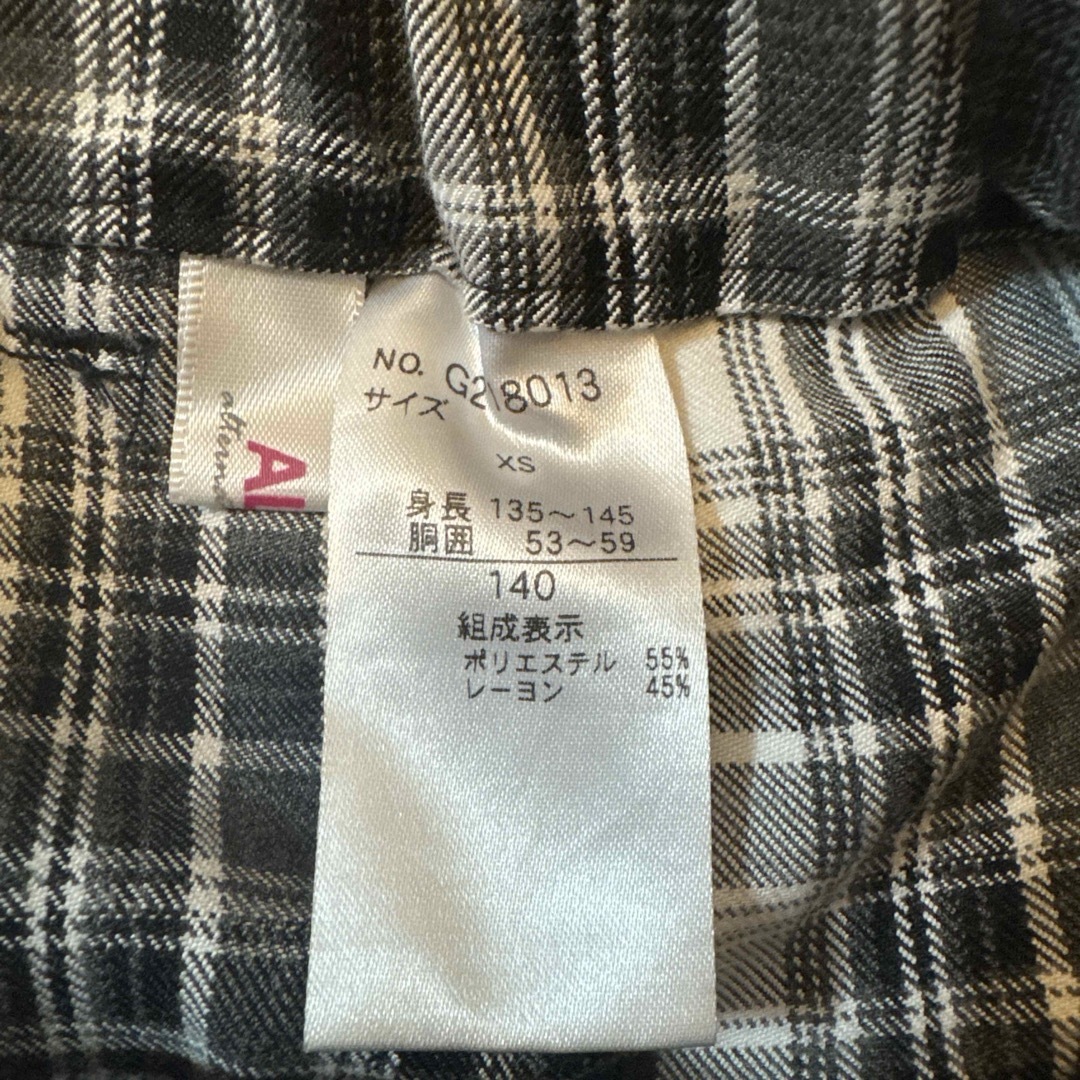 NO. G218013
サイズ
XS
身長 135～145
胴囲 53～59
140
組成表示
ポリエステル 55%
レーヨン 45%